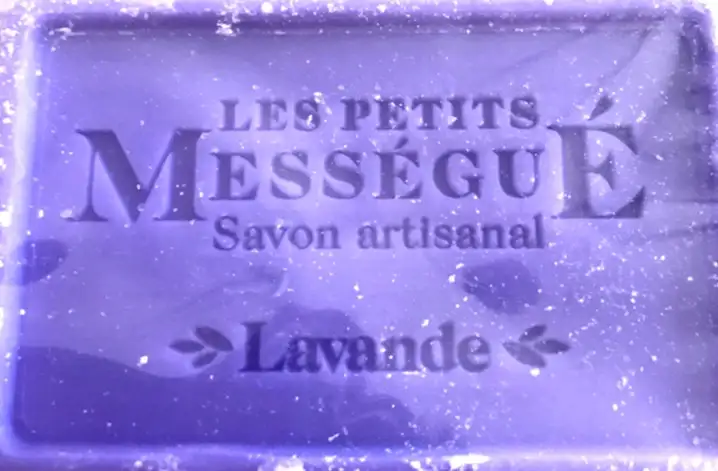 LES PETITS
MESSÉGUÉ
Savon artisanal
Lavande